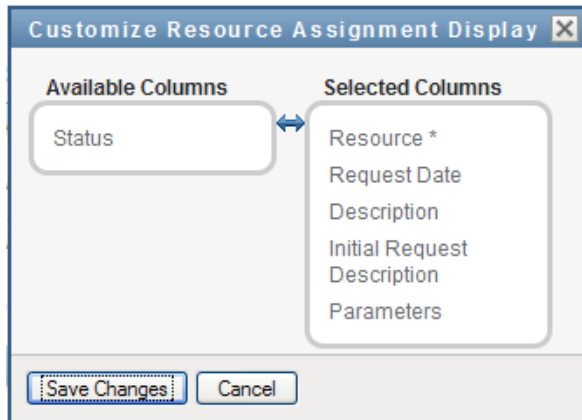 Customize Resource Assignment Display
Available Columns
Selected Columns
Status
Resource *
Request Date
Description
Initial Request
Description
Parameters
Save Changes
Cancel